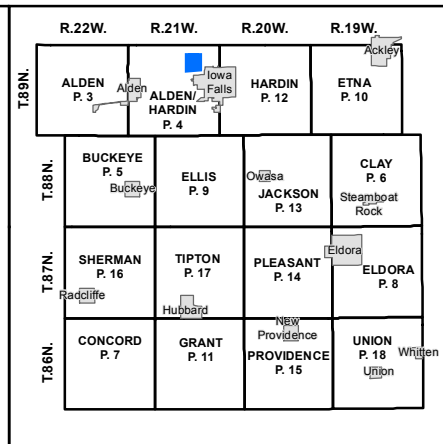 R.22W. R.21W. R.20W. R.19W.
Ackley
T.89N.
ALDEN
P. 3
Alden
ALDEN/
HARDIN
P. 4
Iowa
Falls
HARDIN
P. 12
ETNA
P. 10
T.88N.
BUCKEYE
P. 5
Buckeye
ELLIS
P. 9
Owasa
JACKSON
P. 13
CLAY
P. 6
Steamboat
Rock
T.87N.
SHERMAN
P. 16
Radcliffe
TIPTON
P. 17
Hubbard
PLEASANT
P. 14
Eldora
ELDORA
P. 8
T.86N.
CONCORD
P. 7
GRANT
P. 11
New
Providence
PROVIDENCE
P. 15
UNION
P. 18
Whitten
Union